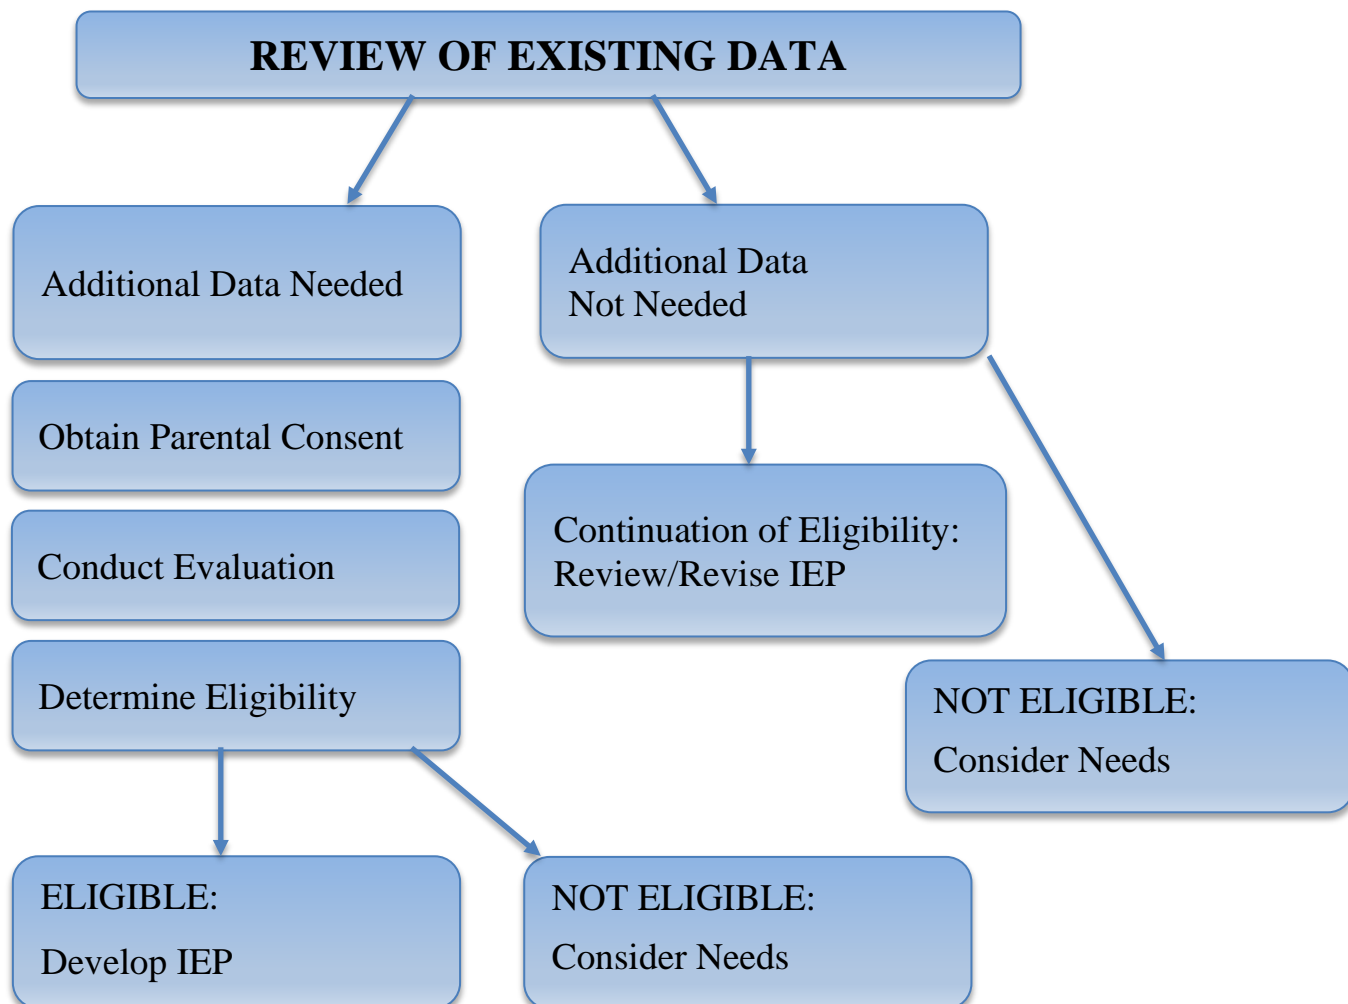 REVIEW OF EXISTING DATA
Additional Data Needed
Additional Data
Not Needed
Obtain Parental Consent
Continuation of Eligibility:
Review/Revise IEP
Conduct Evaluation
Determine Eligibility
NOT ELIGIBLE:
Consider Needs
ELIGIBLE:
Develop IEP
NOT ELIGIBLE:
Consider Needs